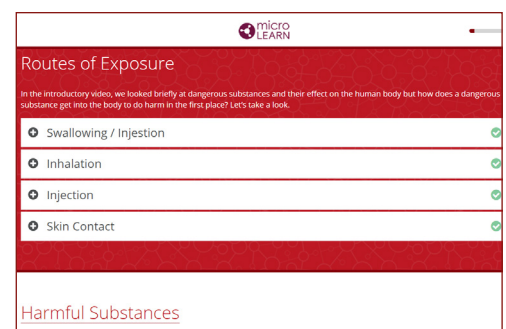 micro
LEARN
Routes of Exposure
In the introductory video, we looked briefly at dangerous substances and their effect on the human body but how does a dangerous
substance get into the body to do harm in the first place? Let's take a look.
Swallowing / Injestion
Inhalation
Injection
Skin Contact
Harmful Substances